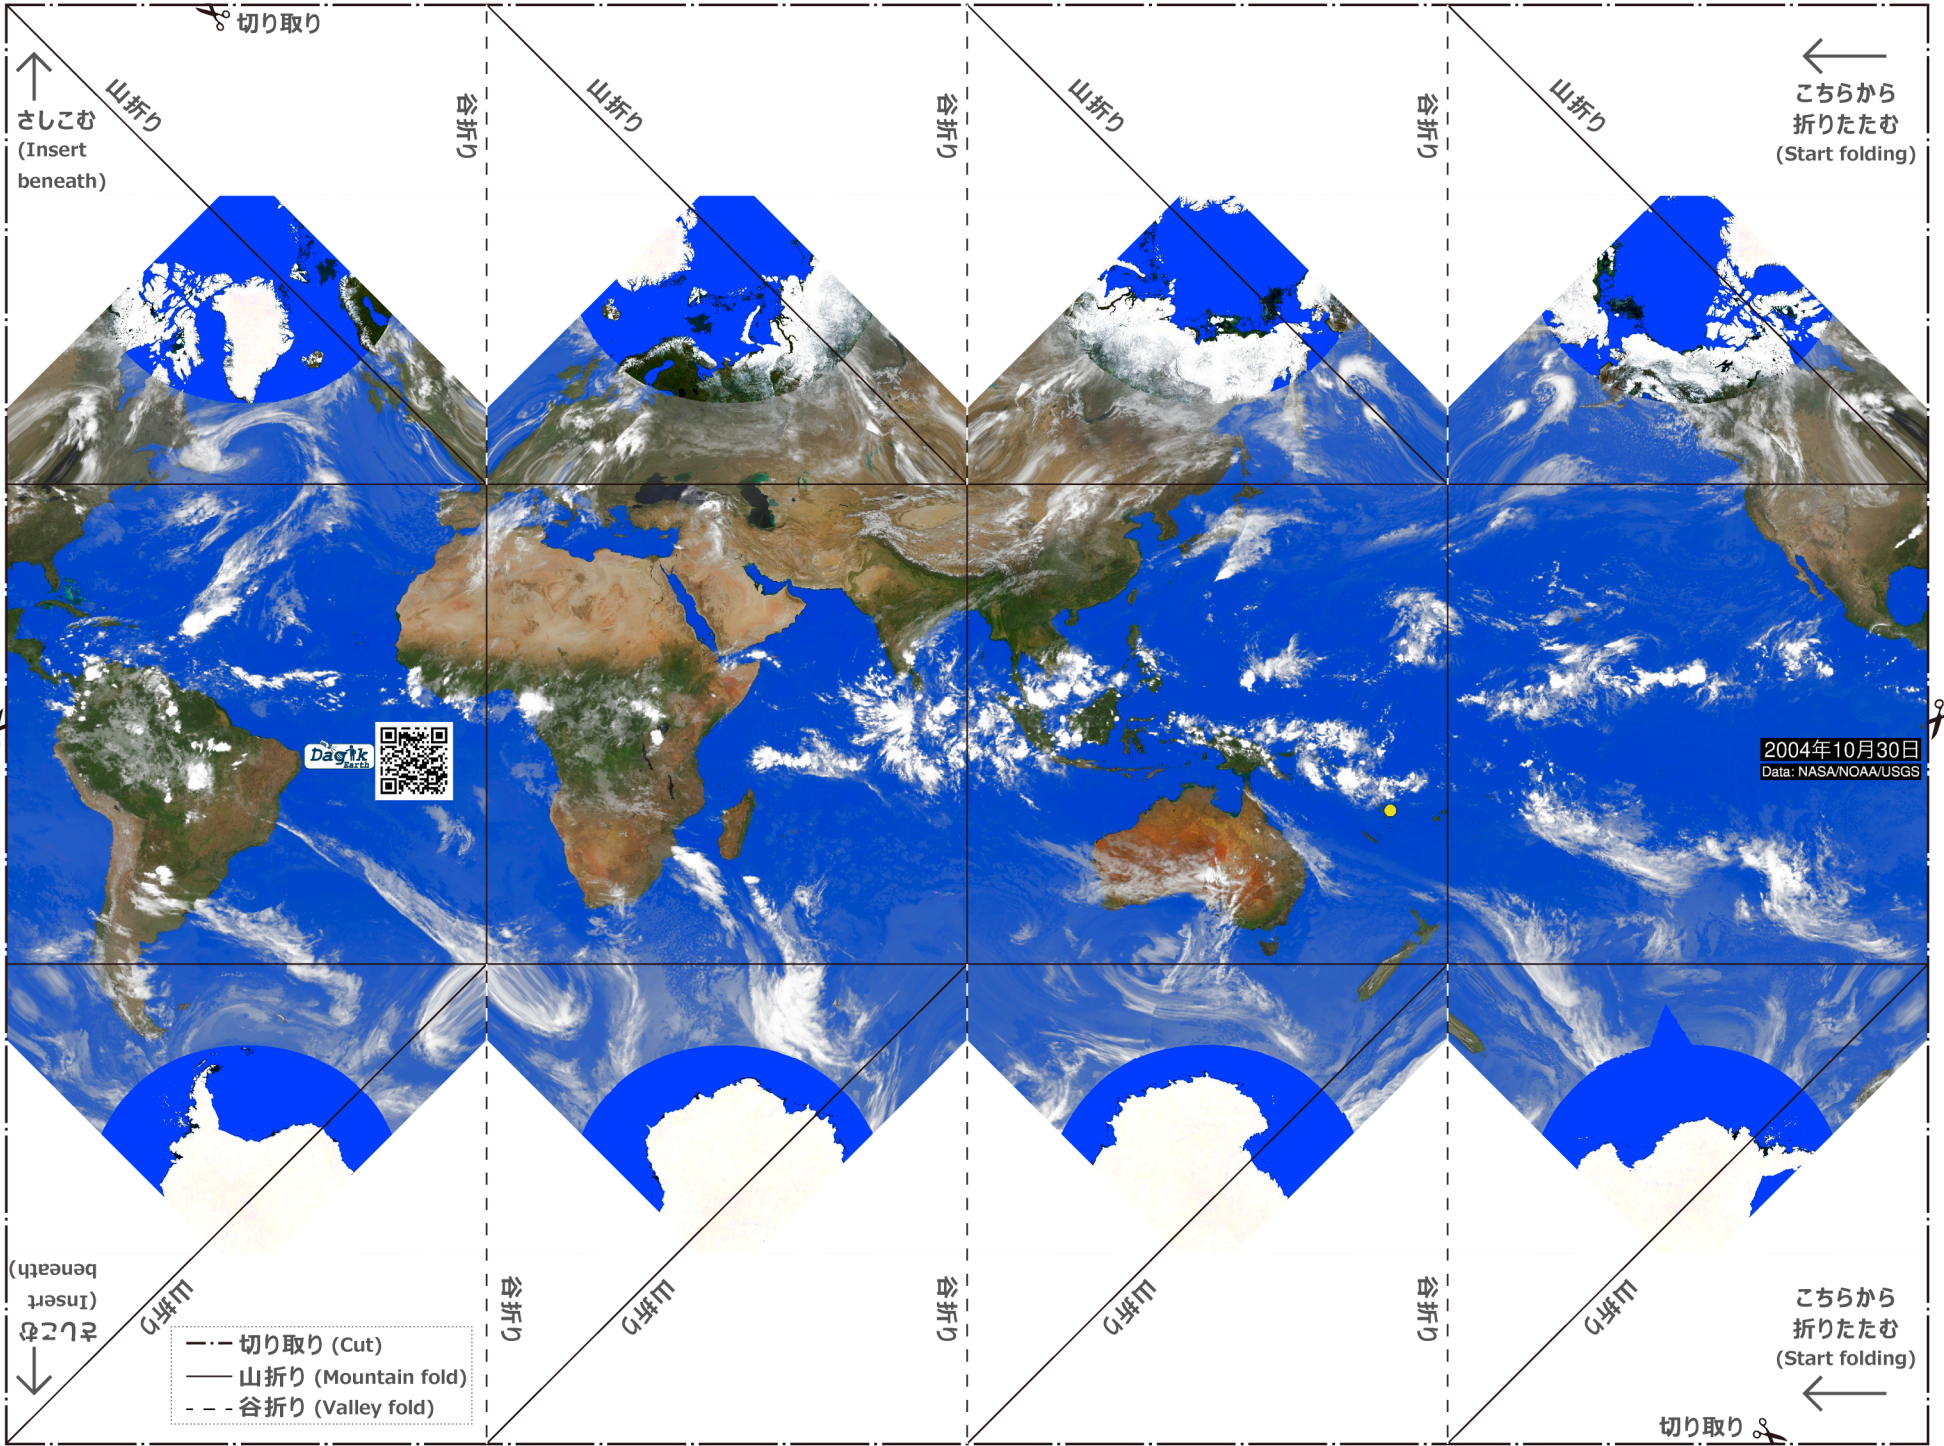 切り取り
さしこむ
(Insert
beneath)
山折り
谷折り
山折り
谷折り
山折り
谷折り
山折り
こちらから
折りたたむ
(Start folding)
Dagik
Earth
2004年10月30日
Data: NASA/NOAA/USGS
さしこむ
(Insert
beneath)
山折り
谷折り
山折り
谷折り
山折り
谷折り
山折り
こちらから
折りたたむ
(Start folding)
切り取り (Cut)
山折り (Mountain fold)
谷折り (Valley fold)
切り取り